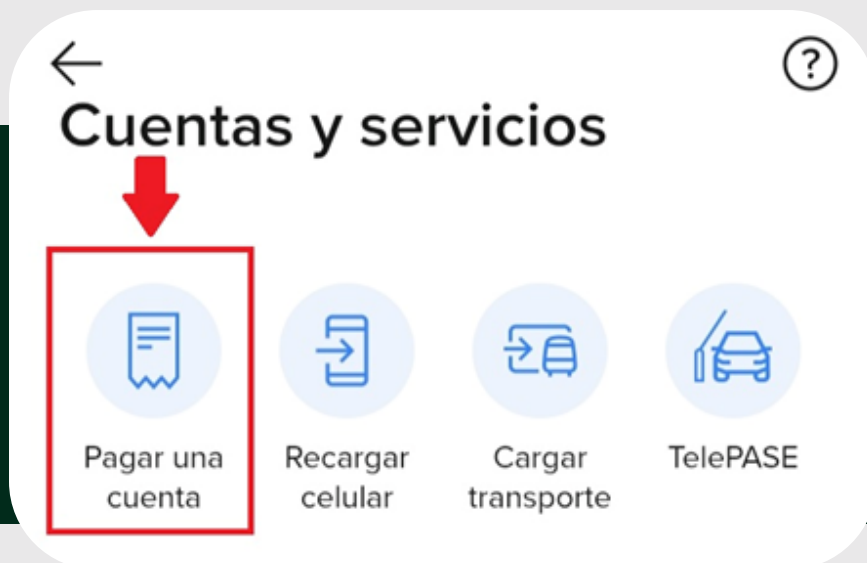 ?
Cuentas y servicios
Pagar una
cuenta
Recargar
celular
Cargar
transporte
TelePASE